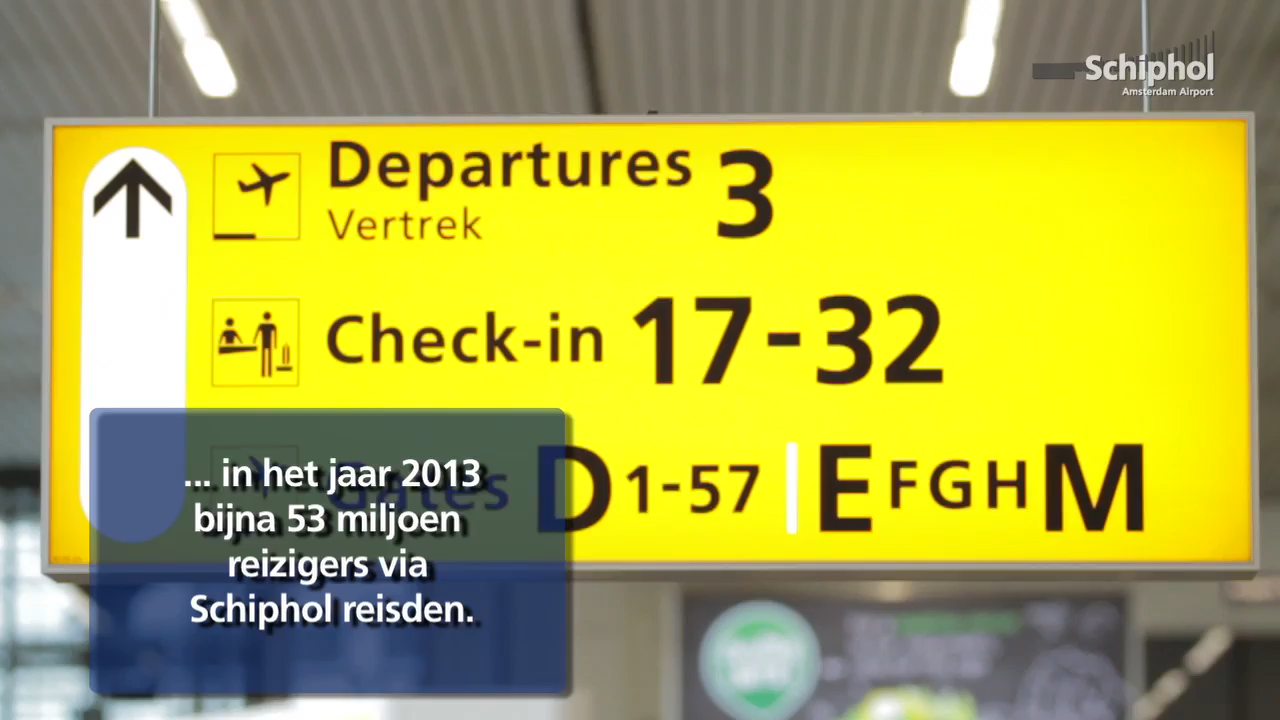 Schiphol
Amsterdam Airport
Departures 3
Vertrek
Check-in 17-32
Gates D 1-57 | E F G H M
... in het jaar 2013
bijna 53 miljoen
reizigers via
Schiphol reisden.